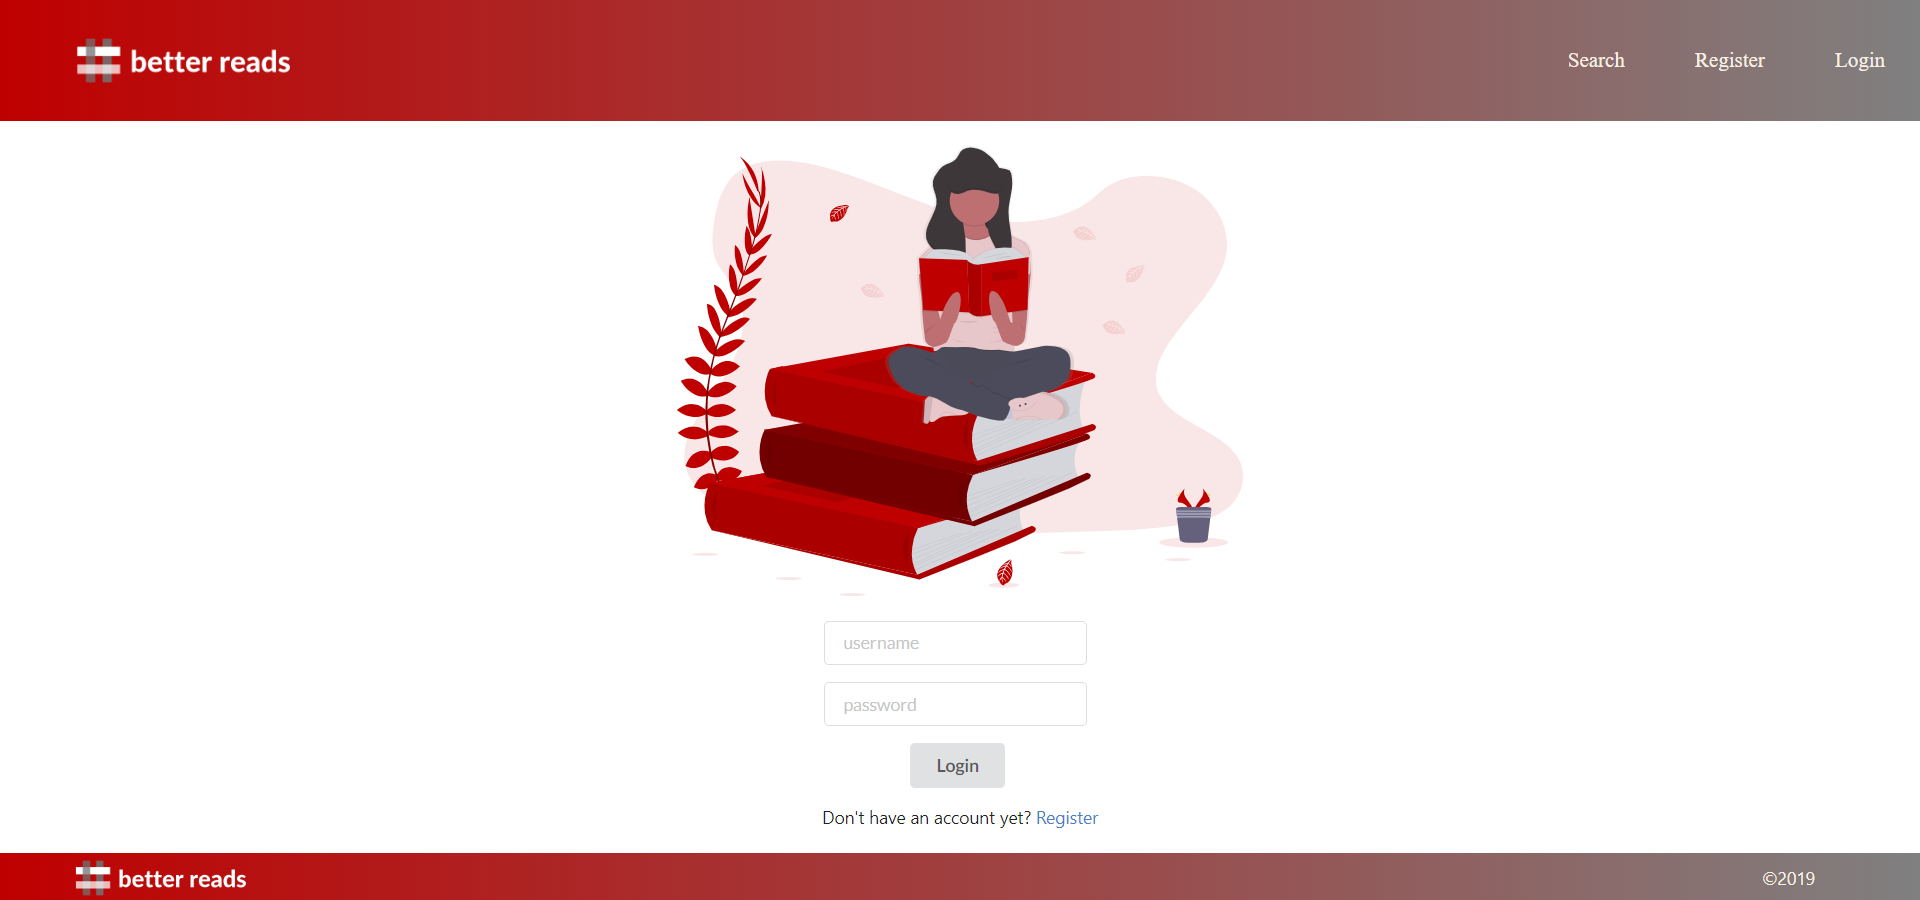 better reads
Search
Register
Login
username
password
Login
Don't have an account yet? Register
better reads
©2019